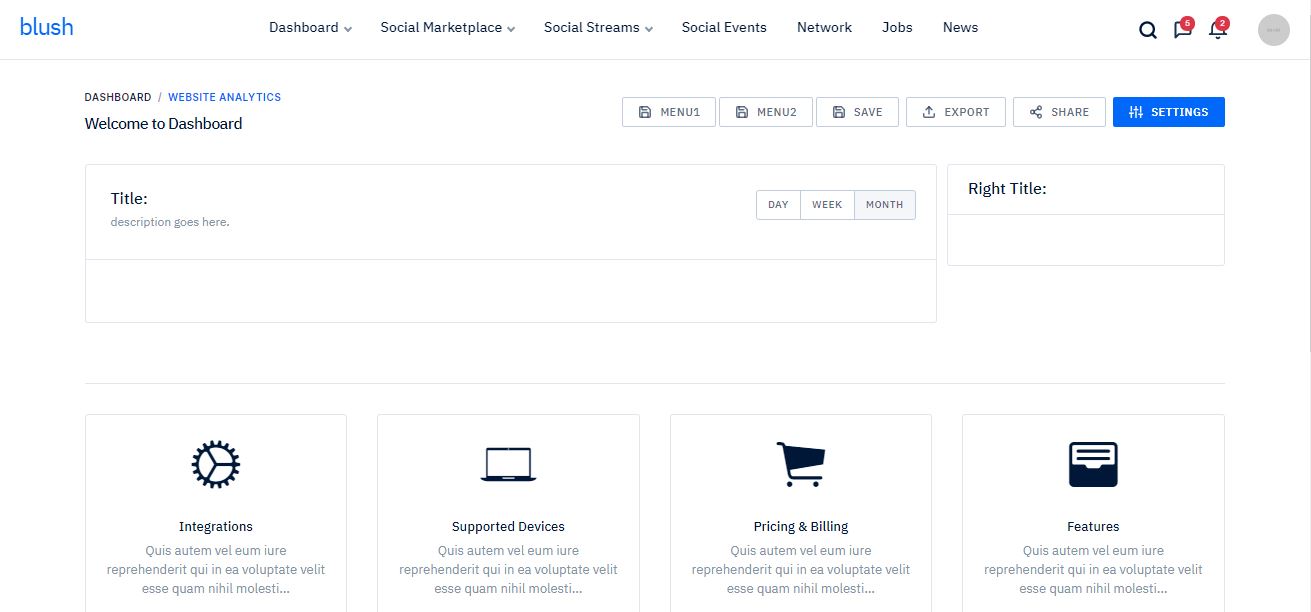 blush
Dashboard Social Marketplace Social Streams Social Events Network Jobs News
5 2
DASHBOARD / WEBSITE ANALYTICS
Welcome to Dashboard
MENU1 MENU2 SAVE EXPORT SHARE SETTINGS
Title:
description goes here.
DAY WEEK MONTH
Right Title:
Integrations
Quis autem vel eum iure
reprehenderit qui in ea voluptate velit
esse quam nihil molesti...
Supported Devices
Quis autem vel eum iure
reprehenderit qui in ea voluptate velit
esse quam nihil molesti...
Pricing & Billing
Quis autem vel eum iure
reprehenderit qui in ea voluptate velit
esse quam nihil molesti...
Features
Quis autem vel eum iure
reprehenderit qui in ea voluptate velit
esse quam nihil molesti...